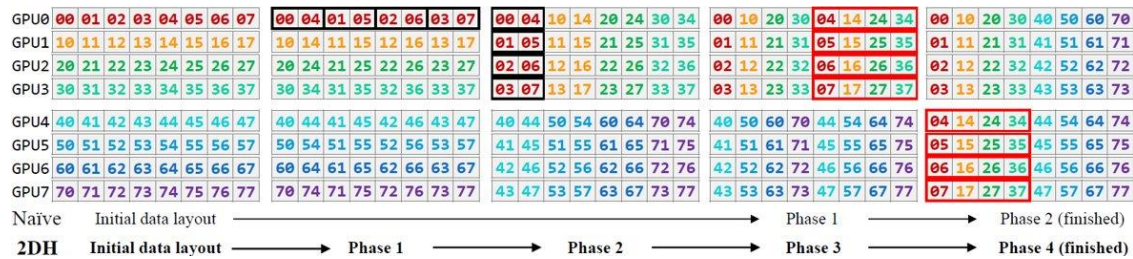 GPU0 00 01 02 03 04 05 06 07 00 04 01 05 02 06 03 07 00 04 10 14 20 24 30 34 00 10 20 30 04 14 24 34 00 10 20 30 40 50 60 70
GPU1 10 11 12 13 14 15 16 17 10 14 11 15 12 16 13 17 01 05 11 15 21 25 31 35 01 11 21 31 05 15 25 35 01 11 21 31 41 51 61 71
GPU2 20 21 22 23 24 25 26 27 20 24 21 25 22 26 23 27 02 06 12 16 22 26 32 36 02 12 22 32 06 16 26 36 02 12 22 32 42 52 62 72
GPU3 30 31 32 33 34 35 36 37 30 34 31 35 32 36 33 37 03 07 13 17 23 27 33 37 03 13 23 33 07 17 27 37 03 13 23 33 43 53 63 73
GPU4 40 41 42 43 44 45 46 47 40 44 41 45 42 46 43 47 40 44 50 54 60 64 70 74 40 50 60 70 44 54 64 74 04 14 24 34 44 54 64 74
GPU5 50 51 52 53 54 55 56 57 50 54 51 55 52 56 53 57 41 45 51 55 61 65 71 75 41 51 61 71 45 55 65 75 05 15 25 35 45 55 65 75
GPU6 60 61 62 63 64 65 66 67 60 64 61 65 62 66 63 67 42 46 52 56 62 66 72 76 42 52 62 72 46 56 66 76 06 16 26 36 46 56 66 76
GPU7 70 71 72 73 74 75 76 77 70 74 71 75 72 76 73 77 43 47 53 57 63 67 73 77 43 53 63 73 47 57 67 77 07 17 27 37 47 57 67 77
Naïve Initial data layout Phase 1 Phase 2 (finished)
2DH Initial data layout Phase 1 Phase 2 Phase 3 Phase 4 (finished)